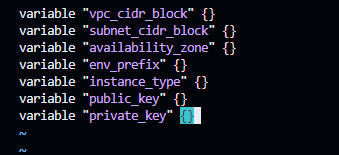 variable "vpc_cidr_block" {}
variable "subnet_cidr_block" {}
variable "availability_zone" {}
variable "env_prefix" {}
variable "instance_type" {}
variable "public_key" {}
variable "private_key" {}
~
~